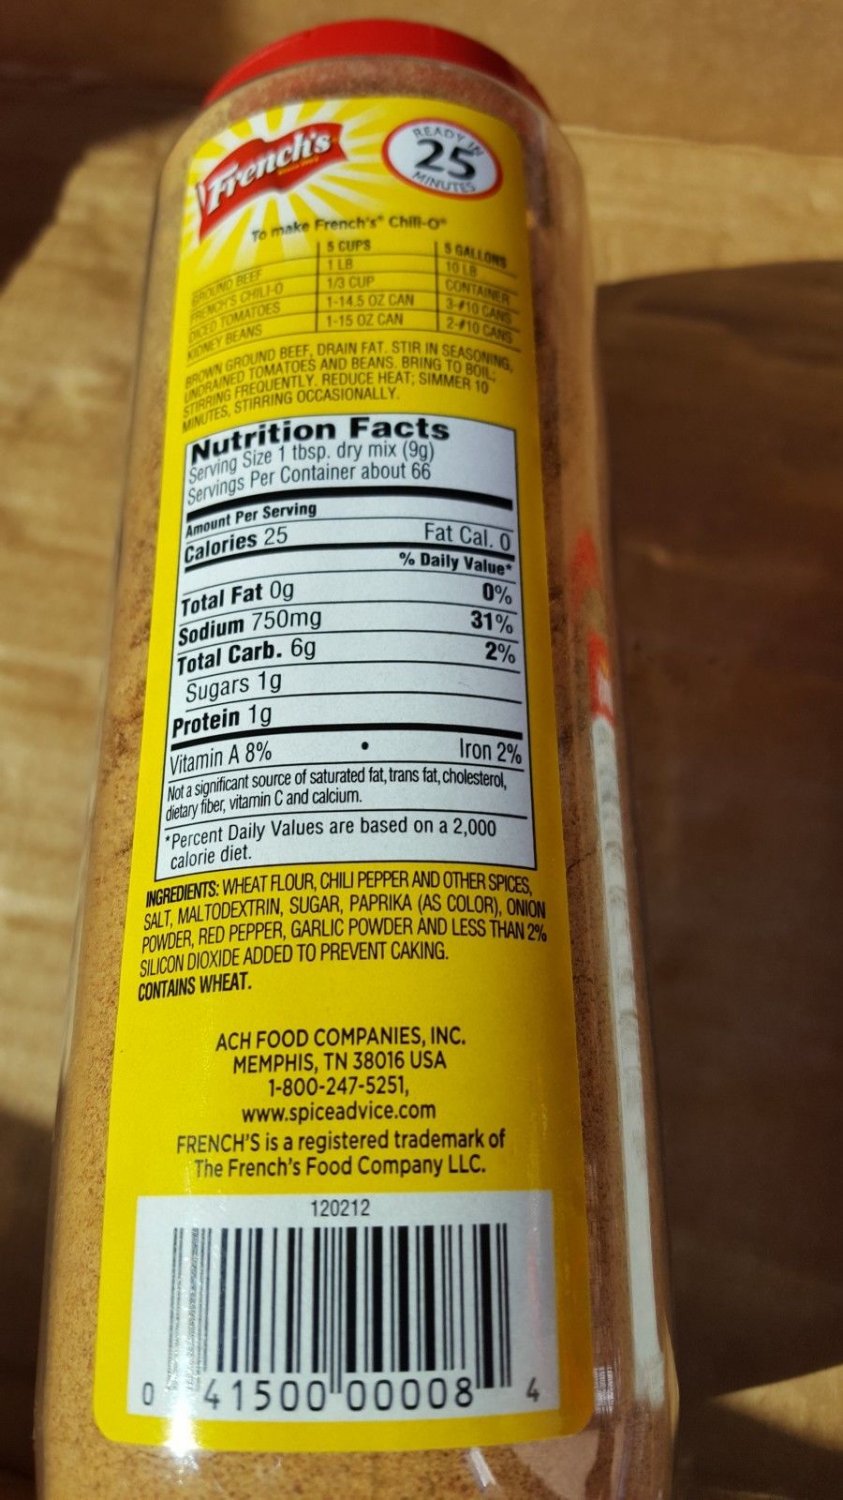 French's
READY IN
25
MINUTES
To make French's® Chili-O®
5 CUPS 5 GALLONS
GROUND BEEF 1 LB 10 LB
FRENCH'S CHILI-O 1/3 CUP CONTAINER
DICED TOMATOES 1-14.5 OZ CAN 3-#10 CANS
KIDNEY BEANS 1-15 OZ CAN 2-#10 CANS
BROWN GROUND BEEF, DRAIN FAT. STIR IN SEASONING,
UNDRAINED TOMATOES AND BEANS. BRING TO BOIL;
STIRRING FREQUENTLY. REDUCE HEAT; SIMMER 10
MINUTES, STIRRING OCCASIONALLY.
Nutrition Facts
Serving Size 1 tbsp. dry mix (9g)
Servings Per Container about 66
Amount Per Serving
Calories 25 Fat Cal. 0
% Daily Value*
Total Fat 0g 0%
Sodium 750mg 31%
Total Carb. 6g 2%
Sugars 1g
Protein 1g
Vitamin A 8% • Iron 2%
Not a significant source of saturated fat, trans fat, cholesterol,
dietary fiber, vitamin C and calcium.
*Percent Daily Values are based on a 2,000
calorie diet.
INGREDIENTS: WHEAT FLOUR, CHILI PEPPER AND OTHER SPICES,
SALT, MALTODEXTRIN, SUGAR, PAPRIKA (AS COLOR), ONION
POWDER, RED PEPPER, GARLIC POWDER AND LESS THAN 2%
SILICON DIOXIDE ADDED TO PREVENT CAKING.
CONTAINS WHEAT.
ACH FOOD COMPANIES, INC.
MEMPHIS, TN 38016 USA
1-800-247-5251,
www.spiceadvice.com
FRENCH'S is a registered trademark of
The French's Food Company LLC.
120212
0 41500 00008 4